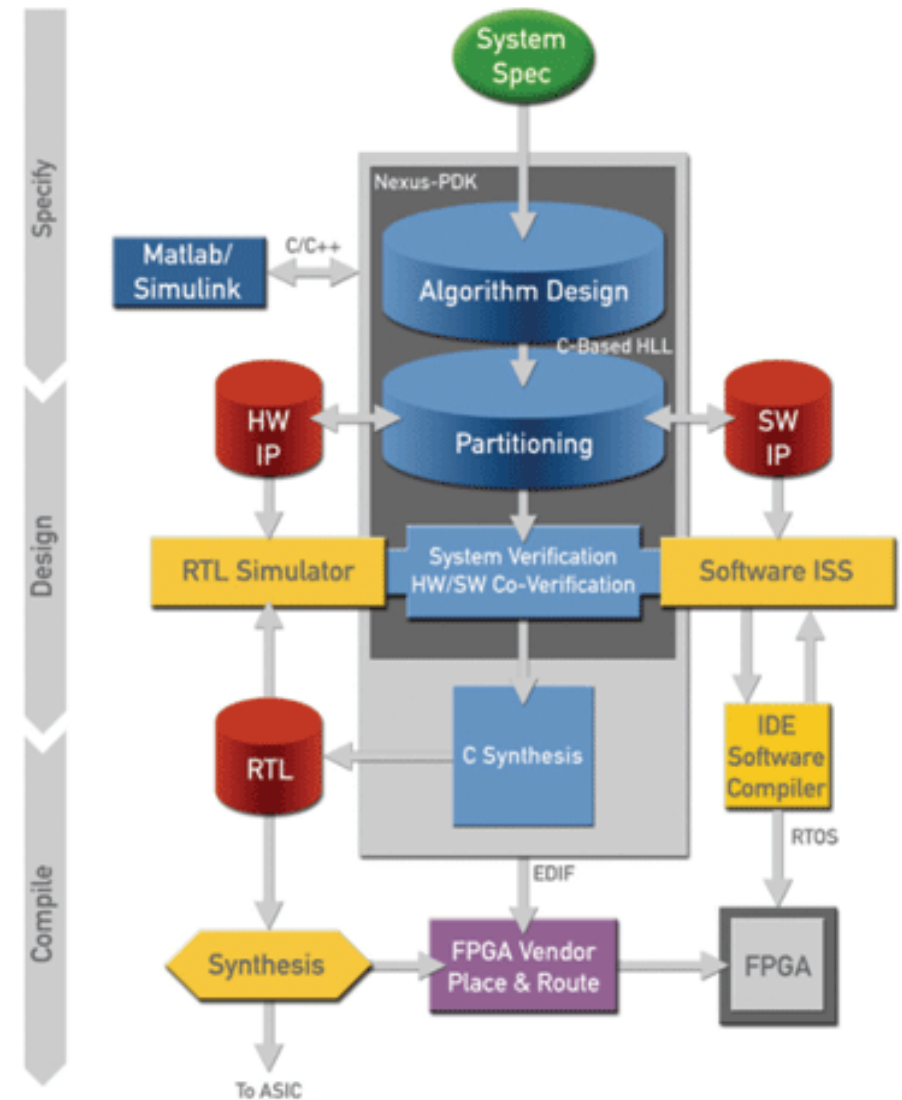 System
Spec
Specify
Nexus-PDK
Matlab/
Simulink
C/C++
Algorithm Design
C-Based HLL
HW
IP
Partitioning
SW
IP
Design
RTL Simulator
System Verification
HW/SW Co-Verification
Software ISS
RTL
C Synthesis
IDE
Software
Compiler
RTOS
Compile
EDIF
Synthesis
FPGA Vendor
Place & Route
FPGA
To ASIC